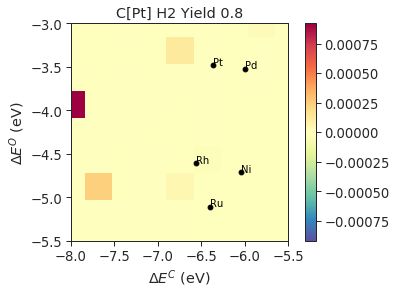 C[Pt] H2 Yield 0.8
−3.0
−3.5
−4.0
−4.5
−5.0
−5.5
ΔE^O (eV)
Pt
Pd
Rh
Ni
Ru
−8.0 −7.5 −7.0 −6.5 −6.0 −5.5
ΔE^C (eV)
0.00075
0.00050
0.00025
0.00000
−0.00025
−0.00050
−0.00075